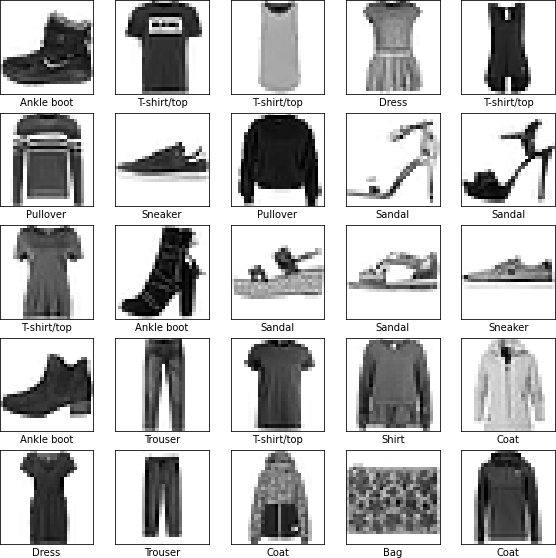 Ankle boot
T-shirt/top
T-shirt/top
Dress
T-shirt/top
Pullover
Sneaker
Pullover
Sandal
Sandal
T-shirt/top
Ankle boot
Sandal
Sandal
Sneaker
Ankle boot
Trouser
T-shirt/top
Shirt
Coat
Dress
Trouser
Coat
Bag
Coat